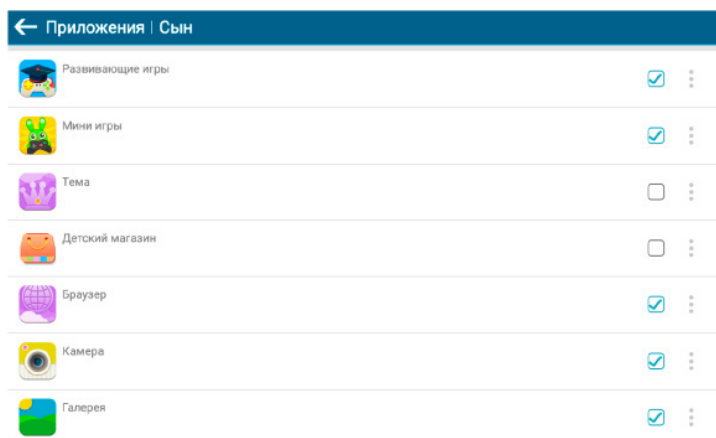 Приложения | Сын
Развивающие игры
Мини игры
Тема
Детский магазин
Браузер
Камера
Галерея